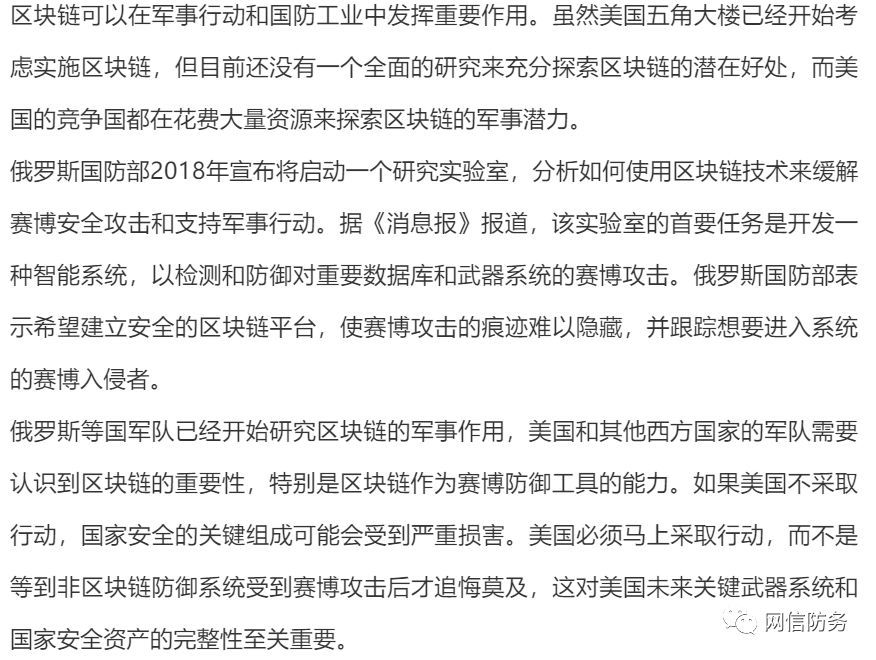 区块链可以在军事行动和国防工业中发挥重要作用。虽然美国五角大楼已经开始考
虑实施区块链，但目前还没有一个全面的研究来充分探索区块链的潜在好处，而美
国的竞争国都在花费大量资源来探索区块链的军事潜力。
俄罗斯国防部2018年宣布将启动一个研究实验室，分析如何使用区块链技术来缓解
赛博安全攻击和支持军事行动。据《消息报》报道，该实验室的首要任务是开发一
种智能系统，以检测和防御对重要数据库和武器系统的赛博攻击。俄罗斯国防部表
示希望建立安全的区块链平台，使赛博攻击的痕迹难以隐藏，并跟踪想要进入系统
的赛博入侵者。
俄罗斯等国军队已经开始研究区块链的军事作用，美国和其他西方国家的军队需要
认识到区块链的重要性，特别是区块链作为赛博防御工具的能力。如果美国不采取
行动，国家安全的关键组成可能会受到严重损害。美国必须马上采取行动，而不是
等到非区块链防御系统受到赛博攻击后才追悔莫及，这对美国未来关键武器系统和
国家安全资产的完整性至关重要。
网信防务